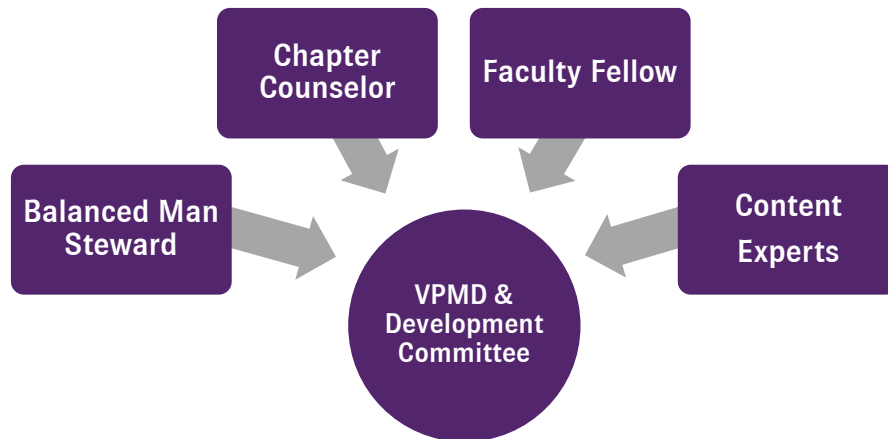 Chapter
Counselor
Faculty Fellow
Balanced Man
Steward
Content
Experts
VPMD &
Development
Committee